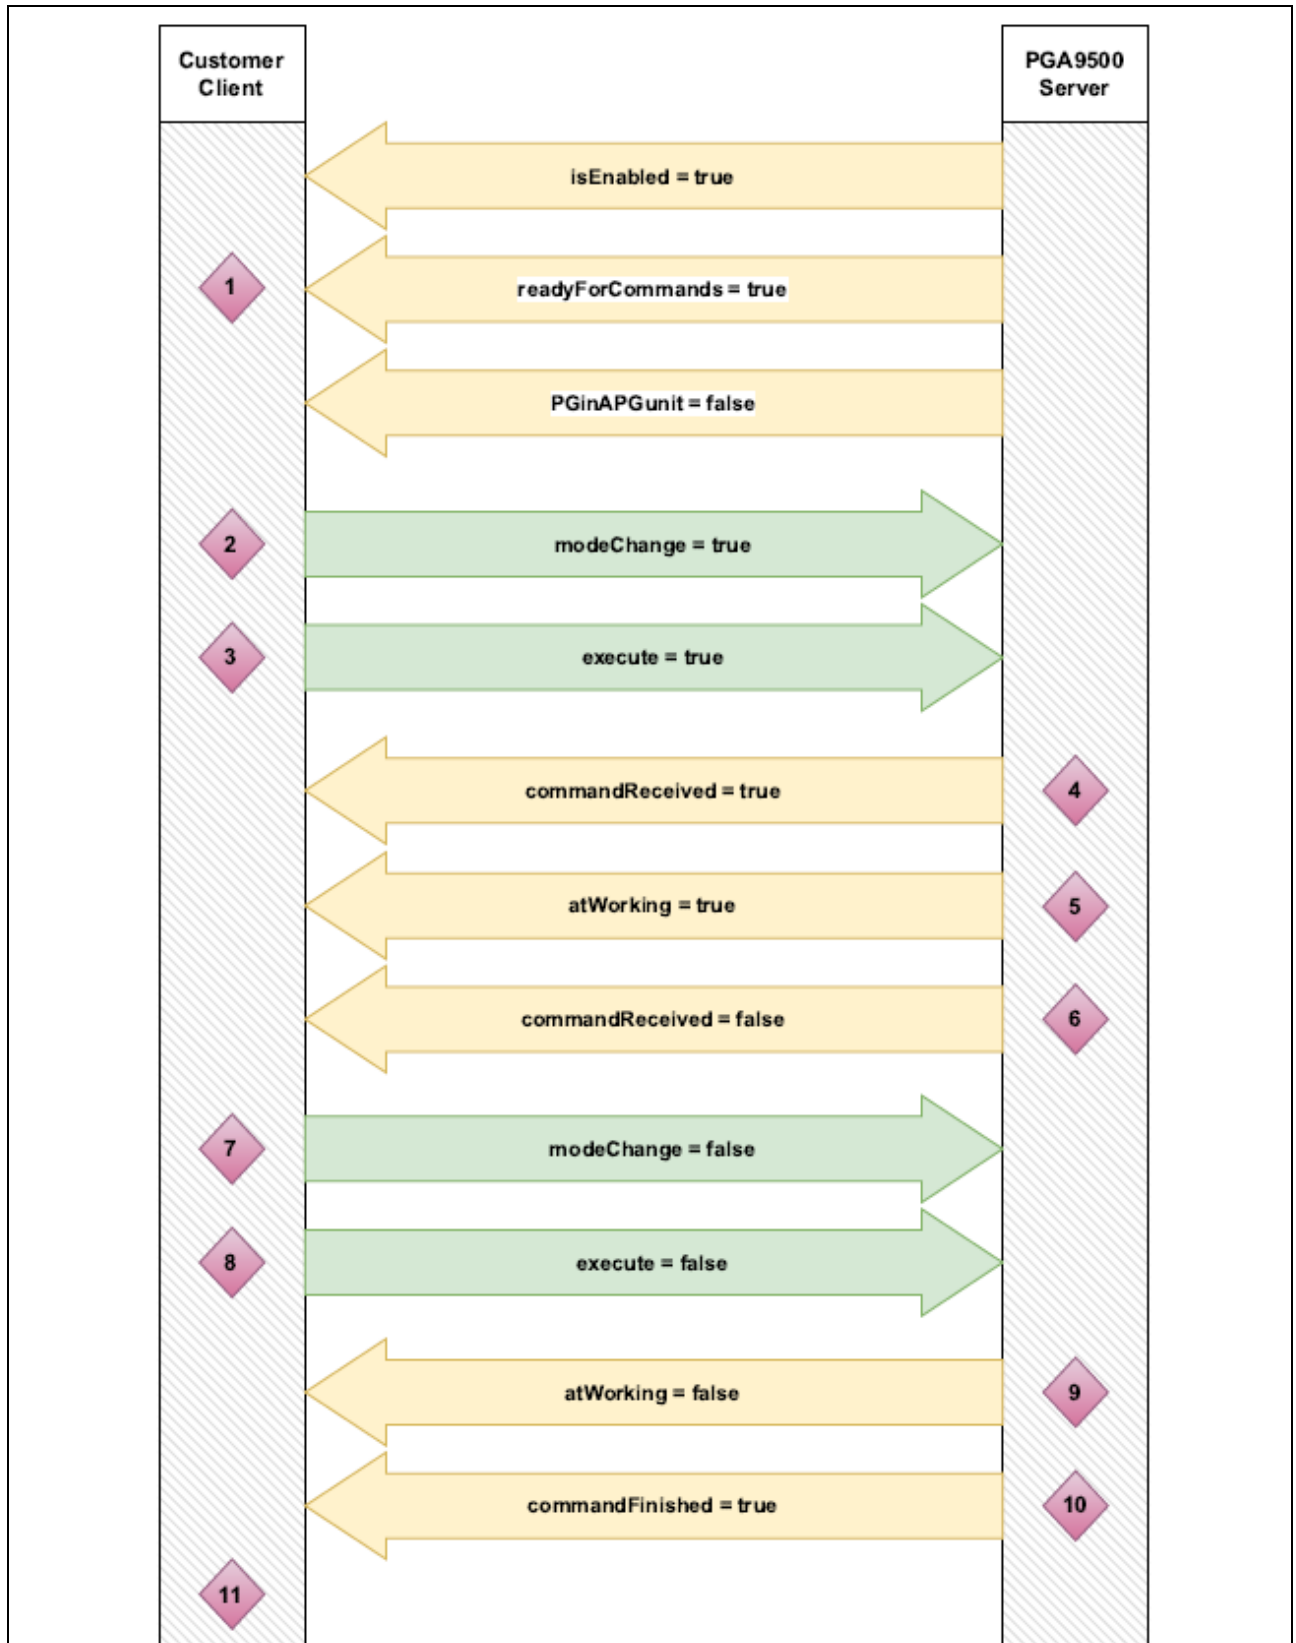 Customer
Client
PGA9500
Server
isEnabled = true
1
readyForCommands = true
PGinAPGunit = false
2
modeChange = true
3
execute = true
commandReceived = true
4
atWorking = true
5
commandReceived = false
6
7
modeChange = false
8
execute = false
atWorking = false
9
commandFinished = true
10
11